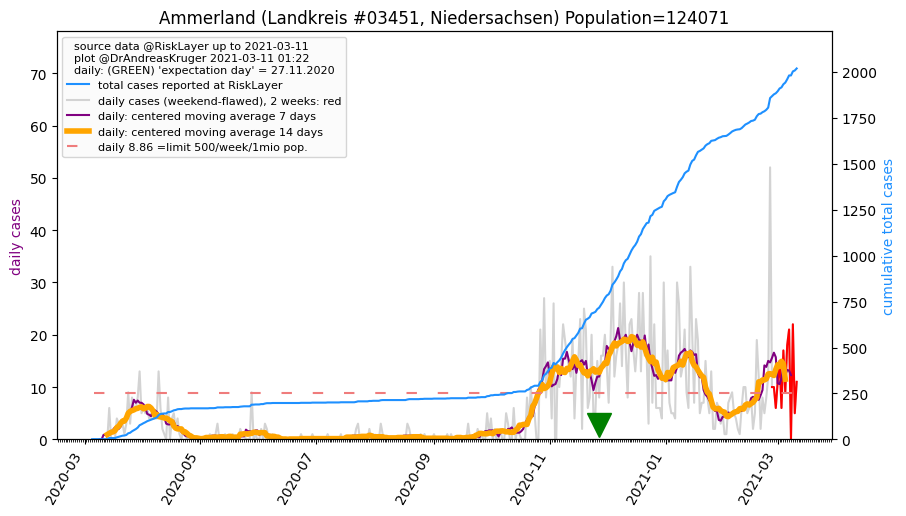 Ammerland (Landkreis #03451, Niedersachsen) Population=124071
source data @RiskLayer up to 2021-03-11
plot @DrAndreasKruger 2021-03-11 01:22
daily: (GREEN) 'expectation day' = 27.11.2020
total cases reported at RiskLayer
daily cases (weekend-flawed), 2 weeks: red
daily: centered moving average 7 days
daily: centered moving average 14 days
daily 8.86 =limit 500/week/1mio pop.
daily cases
70
60
50
40
30
20
10
0
cumulative total cases
2000
1750
1500
1250
1000
750
500
250
0
2020-03
2020-05
2020-07
2020-09
2020-11
2021-01
2021-03